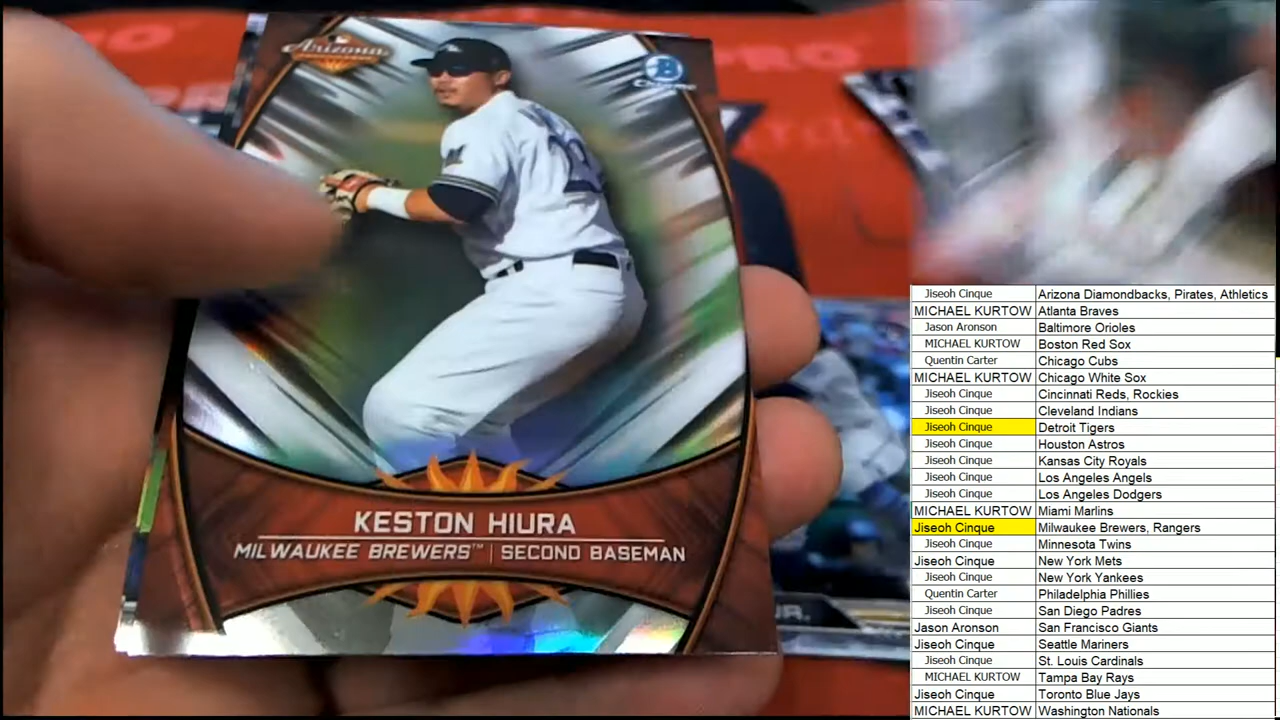 Arizona
B
CHROME
KESTON HIURA
MILWAUKEE BREWERS™ | SECOND BASEMAN
PRO
JR.
Jiseoh Cinque Arizona Diamondbacks, Pirates, Athletics
MICHAEL KURTOW Atlanta Braves
Jason Aronson Baltimore Orioles
MICHAEL KURTOW Boston Red Sox
Quentin Carter Chicago Cubs
MICHAEL KURTOW Chicago White Sox
Jiseoh Cinque Cincinnati Reds, Rockies
Jiseoh Cinque Cleveland Indians
Jiseoh Cinque Detroit Tigers
Jiseoh Cinque Houston Astros
Jiseoh Cinque Kansas City Royals
Jiseoh Cinque Los Angeles Angels
Jiseoh Cinque Los Angeles Dodgers
MICHAEL KURTOW Miami Marlins
Jiseoh Cinque Milwaukee Brewers, Rangers
Jiseoh Cinque Minnesota Twins
Jiseoh Cinque New York Mets
Jiseoh Cinque New York Yankees
Quentin Carter Philadelphia Phillies
Jiseoh Cinque San Diego Padres
Jason Aronson San Francisco Giants
Jiseoh Cinque Seattle Mariners
Jiseoh Cinque St. Louis Cardinals
MICHAEL KURTOW Tampa Bay Rays
Jiseoh Cinque Toronto Blue Jays
MICHAEL KURTOW Washington Nationals